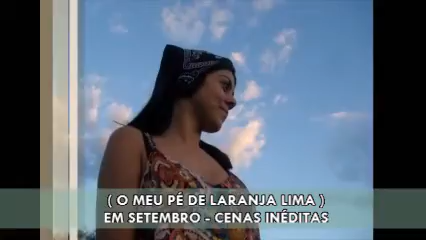 ( O MEU PÉ DE LARANJA LIMA )
EM SETEMBRO - CENAS INÉDITAS